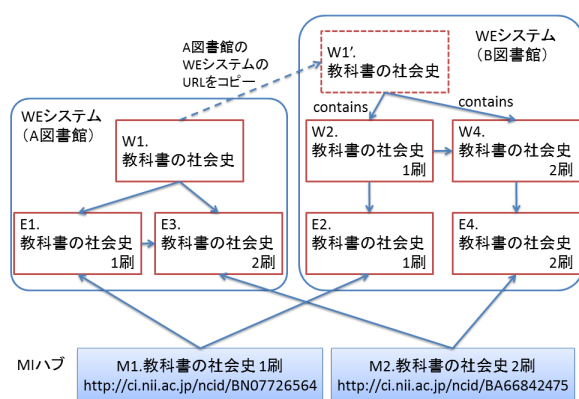 A図書館の
WEシステムの
URLをコピー
WEシステム
（B図書館）
W1’.
教科書の社会史
contains
contains
WEシステム
（A図書館）
W1.
教科書の社会史
W2.
教科書の社会史
1刷
W4.
教科書の社会史
2刷
E1.
教科書の社会史
1刷
E3.
教科書の社会史
2刷
E2.
教科書の社会史
1刷
E4.
教科書の社会史
2刷
MIハブ
M1.教科書の社会史 1刷
http://ci.nii.ac.jp/ncid/BN07726564
M2.教科書の社会史 2刷
http://ci.nii.ac.jp/ncid/BA66842475